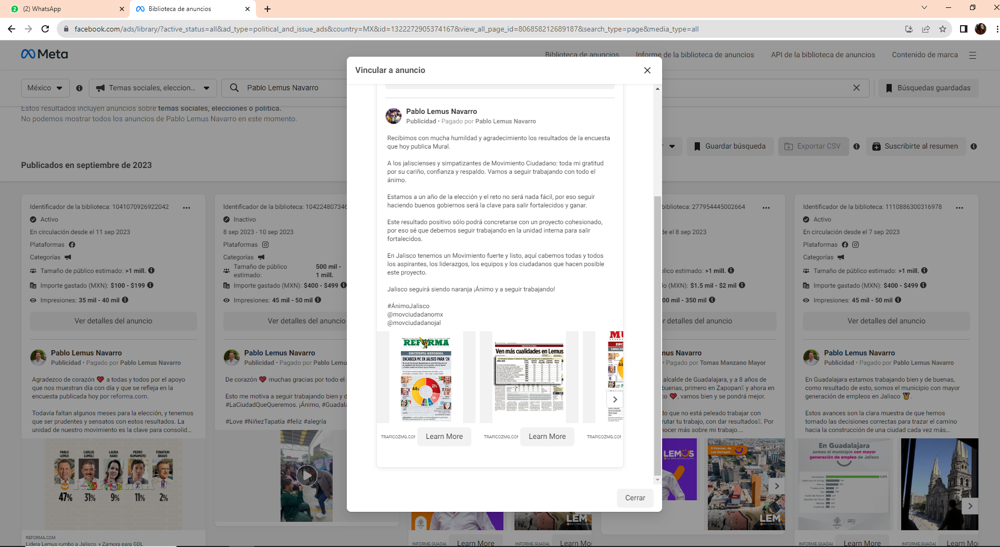 (2) WhatsApp
Biblioteca de anuncios
facebook.com/ads/library/?active_status=all&ad_type=political_and_issue_ads&country=MX&id=1322272905374167&view_all_page_id=806858212689187&search_type=page&media_type=all
Meta
Biblioteca de anuncios
Informe de la biblioteca de anuncios
API de la biblioteca de anuncios
Contenido de marca
México
Temas sociales, eleccion...
Pablo Lemus Navarro
Búsquedas guardadas
Estos resultados incluyen anuncios sobre temas sociales, elecciones o política.
No podemos mostrar todos los anuncios de Pablo Lemus Navarro en este momento.
Guardar búsqueda
Exportar CSV
Suscribirte al resumen
Publicados en septiembre de 2023
Vincular a anuncio
Pablo Lemus Navarro
Publicidad • Pagado por Pablo Lemus Navarro
Recibimos con mucha humildad y agradecimiento los resultados de la encuesta
que hoy publica Mural.
A los jaliscienses y simpatizantes de Movimiento Ciudadano: toda mi gratitud
por su cariño, confianza y respaldo. Vamos a seguir trabajando con todo el
ánimo.
Estamos a un año de la elección y el reto no será nada fácil, por eso seguir
haciendo buenos gobiernos será la clave para salir fortalecidos y ganar.
Este resultado positivo sólo podrá concretarse con un proyecto cohesionado,
por eso sé que debemos seguir trabajando en la unidad interna para salir
fortalecidos.
En Jalisco tenemos un Movimiento fuerte y listo, aquí cabemos todas y todos
los aspirantes, los liderazgos, los equipos y los ciudadanos que hacen posible
este proyecto.
Jalisco seguirá siendo naranja ¡Ánimo y a seguir trabajando!
#ÁnimoJalisco
@movciudadanomx
@movciudadanojal
REFORMA
ENCUESTA REFORMA
ENCABEZA MC EN JALISCO PARA '24
44%
27%
Ven más cualidades en Lemus
MU
TRAFICOZMG.COM
Learn More
TRAFICOZMG.COM
Learn More
TRAFICOZMG.COM
Cerrar
Identificador de la biblioteca: 1041070926922042
Activo
En circulación desde el 11 sep 2023
Plataformas
Categorías
Tamaño de público estimado: >1 mill.
Importe gastado (MXN): $100 - $199
Impresiones: 35 mil - 40 mil
Ver detalles del anuncio
Pablo Lemus Navarro
Publicidad • Pagado por Pablo Lemus Navarro
Agradezco de corazón ❤️ a todas y todos por el apoyo
que nos muestran día con día y que se refleja en la
encuesta publicada hoy por reforma.com.
Todavía faltan algunos meses para la elección, y tenemos
que ser prudentes y sensatos con estos resultados. La
unidad de nuestro movimiento es la clave para consolid...
PABLO LEMUS
CARLOS LOMELÍ
LAURA HARO
PEDRO KUMAMOTO
TONATIUH BRAVO
47% 31% 9% 11% 2%
REFORMA.COM
Lidera Lemus rumbo a Jalisco, y Zamora para GDL
Identificador de la biblioteca: 104224807346
Inactivo
8 sep 2023 - 10 sep 2023
Plataformas
Categorías
Tamaño de público estimado: 500 mil - 1 mill.
Importe gastado (MXN): $400 - $499
Impresiones: 45 mil - 50 mil
Ver detalles del anuncio
Pablo Lemus Navarro
Publicidad • Pagado por Pablo Lemu
De corazón ❤️ muchas gracias por todo el
Esto me motiva a seguir trabajando bien y d
#LaCiudadQueQueremos. ¡Ánimo, #Guadala
#Love #NiñezTapatía #feliz #alegría
LEM
INFORME.GUADAL
Learn More
INFORME.GUADAL
Learn Mor
biblioteca: 277954445002664
de el 8 sep 2023
blico estimado: >1 mill.
o (MXN): $1.5 mil - $2 mil
00 mil - 350 mil
r detalles del anuncio
mus Navarro
• Pagado por Tomas Manzano Mayor
alcalde de Guadalajara, y a 8 años de
buenas, primero en Zapopan y ahora en
co ❤️, vamos bien y se pondrá mejor.
do que no está peleado trabajar con
rutar tu trabajo, con dar resultados. Por
nocer más sobre mi trabajo....
LEMUS
El Palomar, de
Luis Barragán
LEM
Identificador de la biblioteca: 1110886300316978
Activo
En circulación desde el 7 sep 2023
Plataformas
Categorías
Tamaño de público estimado: >1 mill.
Importe gastado (MXN): $400 - $499
Impresiones: 45 mil - 50 mil
Ver detalles del anuncio
Pablo Lemus Navarro
Publicidad • Pagado por Pablo Lemus Navarro
En Guadalajara estamos trabajando bien y de buenas,
como resultado de esto, somos el municipio con mayor
generación de empleos en Jalisco 🏅.
Estos avances son la clara muestra de que hemos
tomado las decisiones correctas para trazar el camino
hacia la construcción de una ciudad cada vez más...
En Guadalajara
somos el municipio con mayor
generación de empleo de Jalisco
INFORME.GUADAL
Learn More
INFORME.GUADAL
Learn Mo